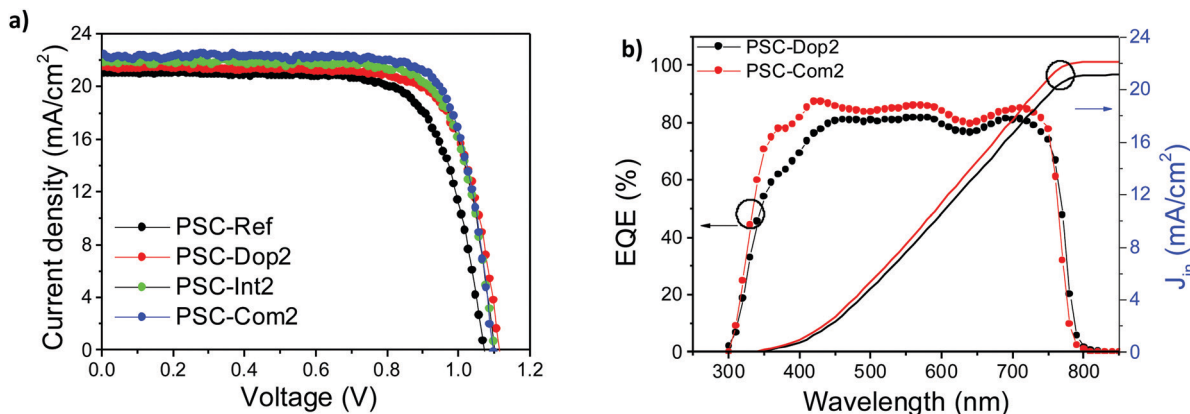 a)
Current density (mA/cm²)
24
20
16
12
8
4
0
PSC-Ref
PSC-Dop2
PSC-Int2
PSC-Com2
0.0 0.2 0.4 0.6 0.8 1.0 1.2
Voltage (V)
b)
EQE (%)
100
80
60
40
20
0
PSC-Dop2
PSC-Com2
24
20
16
12
8
4
0
J_in (mA/cm²)
300 400 500 600 700 800
Wavelength (nm)